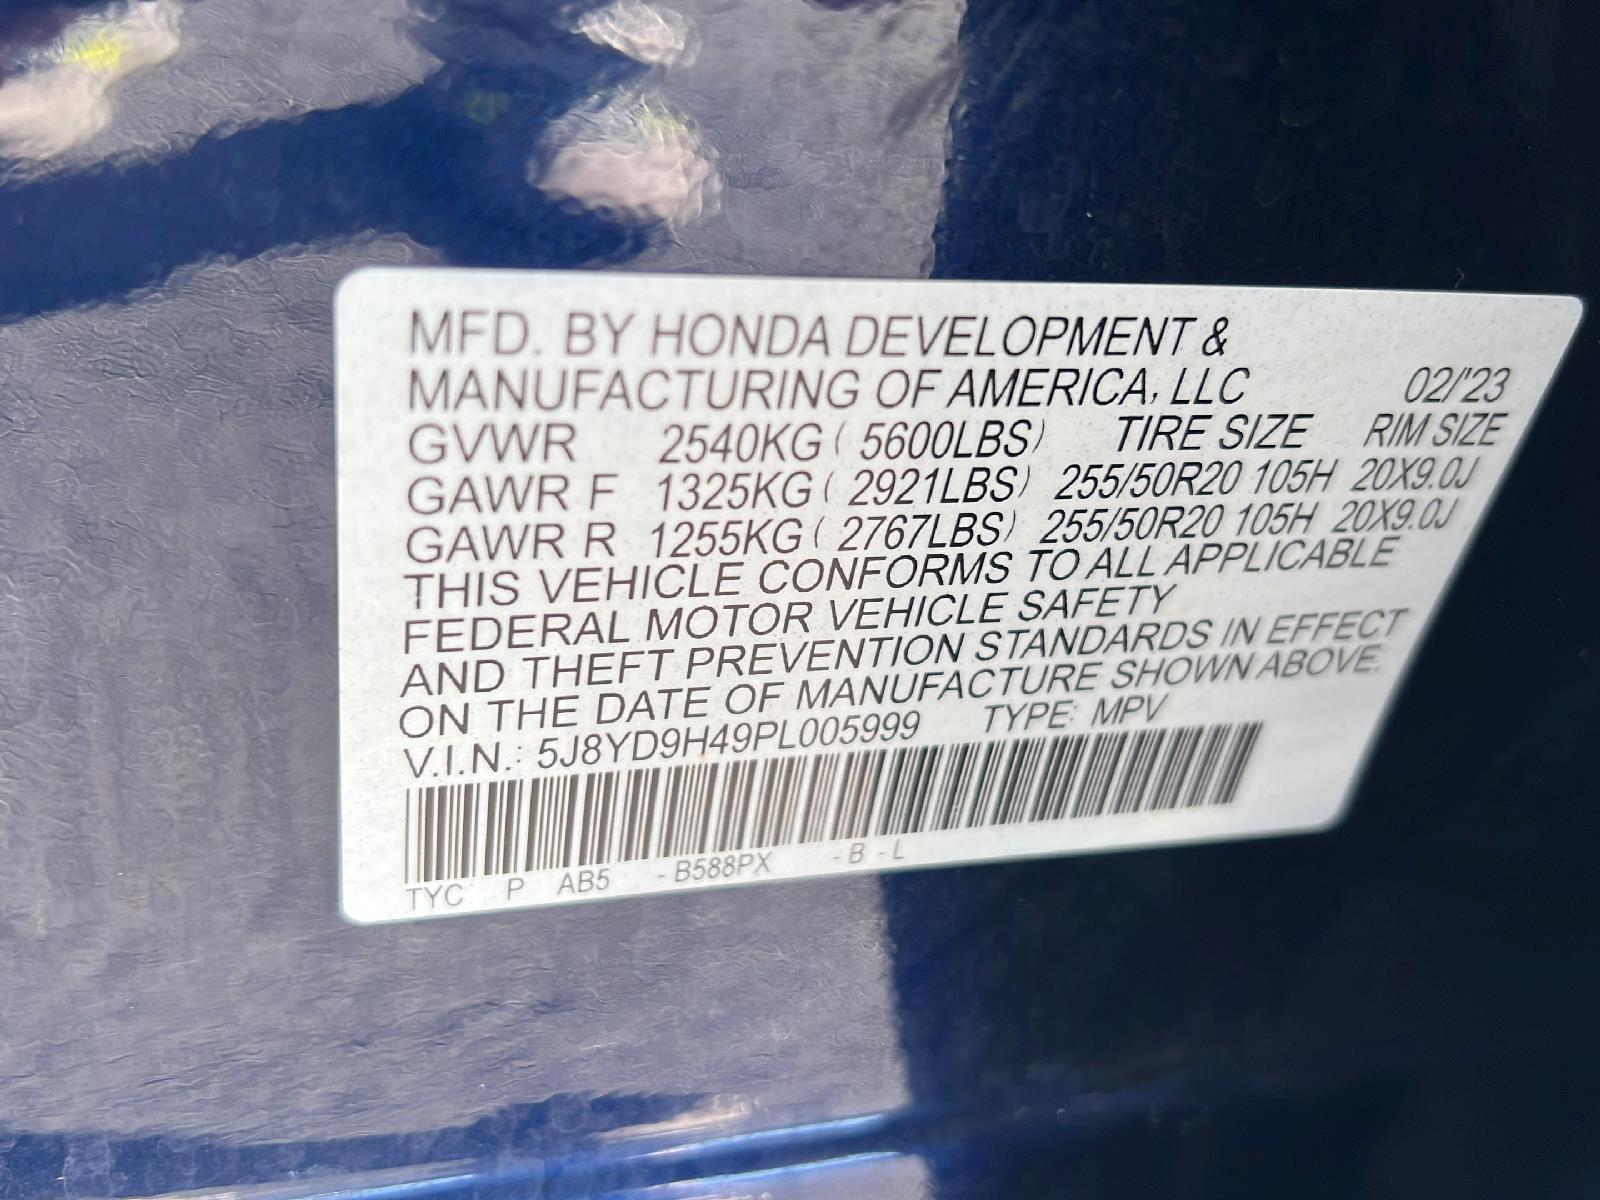 MFD. BY HONDA DEVELOPMENT &
MANUFACTURING OF AMERICA, LLC 02/'23
GVWR 2540KG ( 5600LBS) TIRE SIZE RIM SIZE
GAWR F 1325KG ( 2921LBS) 255/50R20 105H 20X9.0J
GAWR R 1255KG ( 2767LBS) 255/50R20 105H 20X9.0J
THIS VEHICLE CONFORMS TO ALL APPLICABLE
FEDERAL MOTOR VEHICLE SAFETY
AND THEFT PREVENTION STANDARDS IN EFFECT
ON THE DATE OF MANUFACTURE SHOWN ABOVE.
V.I.N.: 5J8YD9H49PL005999 TYPE: MPV
TYC P AB5 -B588PX -B -L